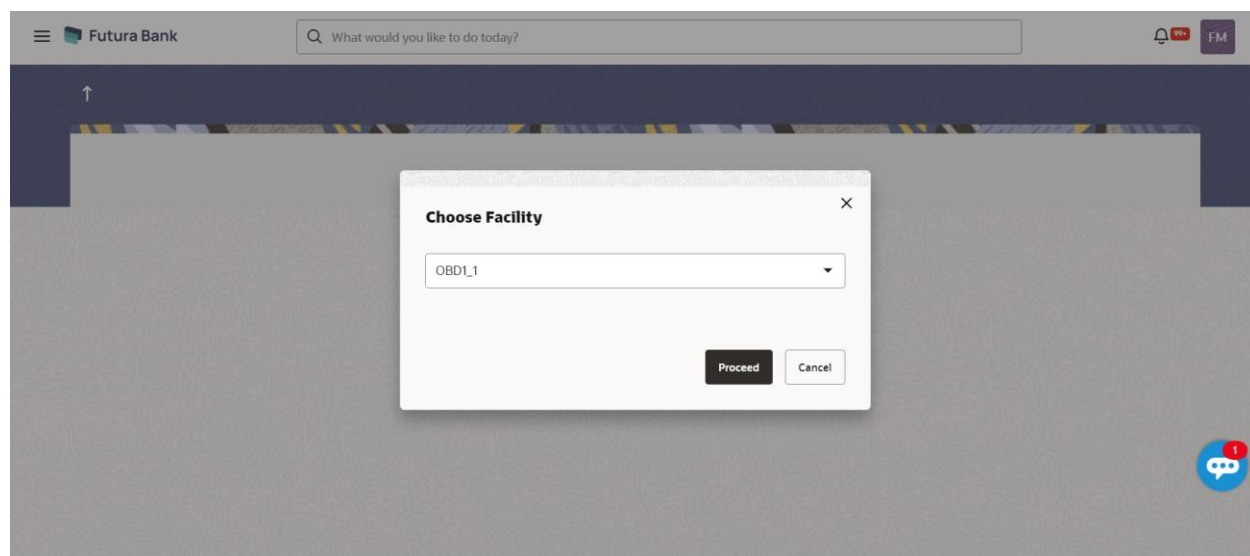 Futura Bank
What would you like to do today?
99+
FM
Choose Facility
OBD1_1
Proceed
Cancel
1